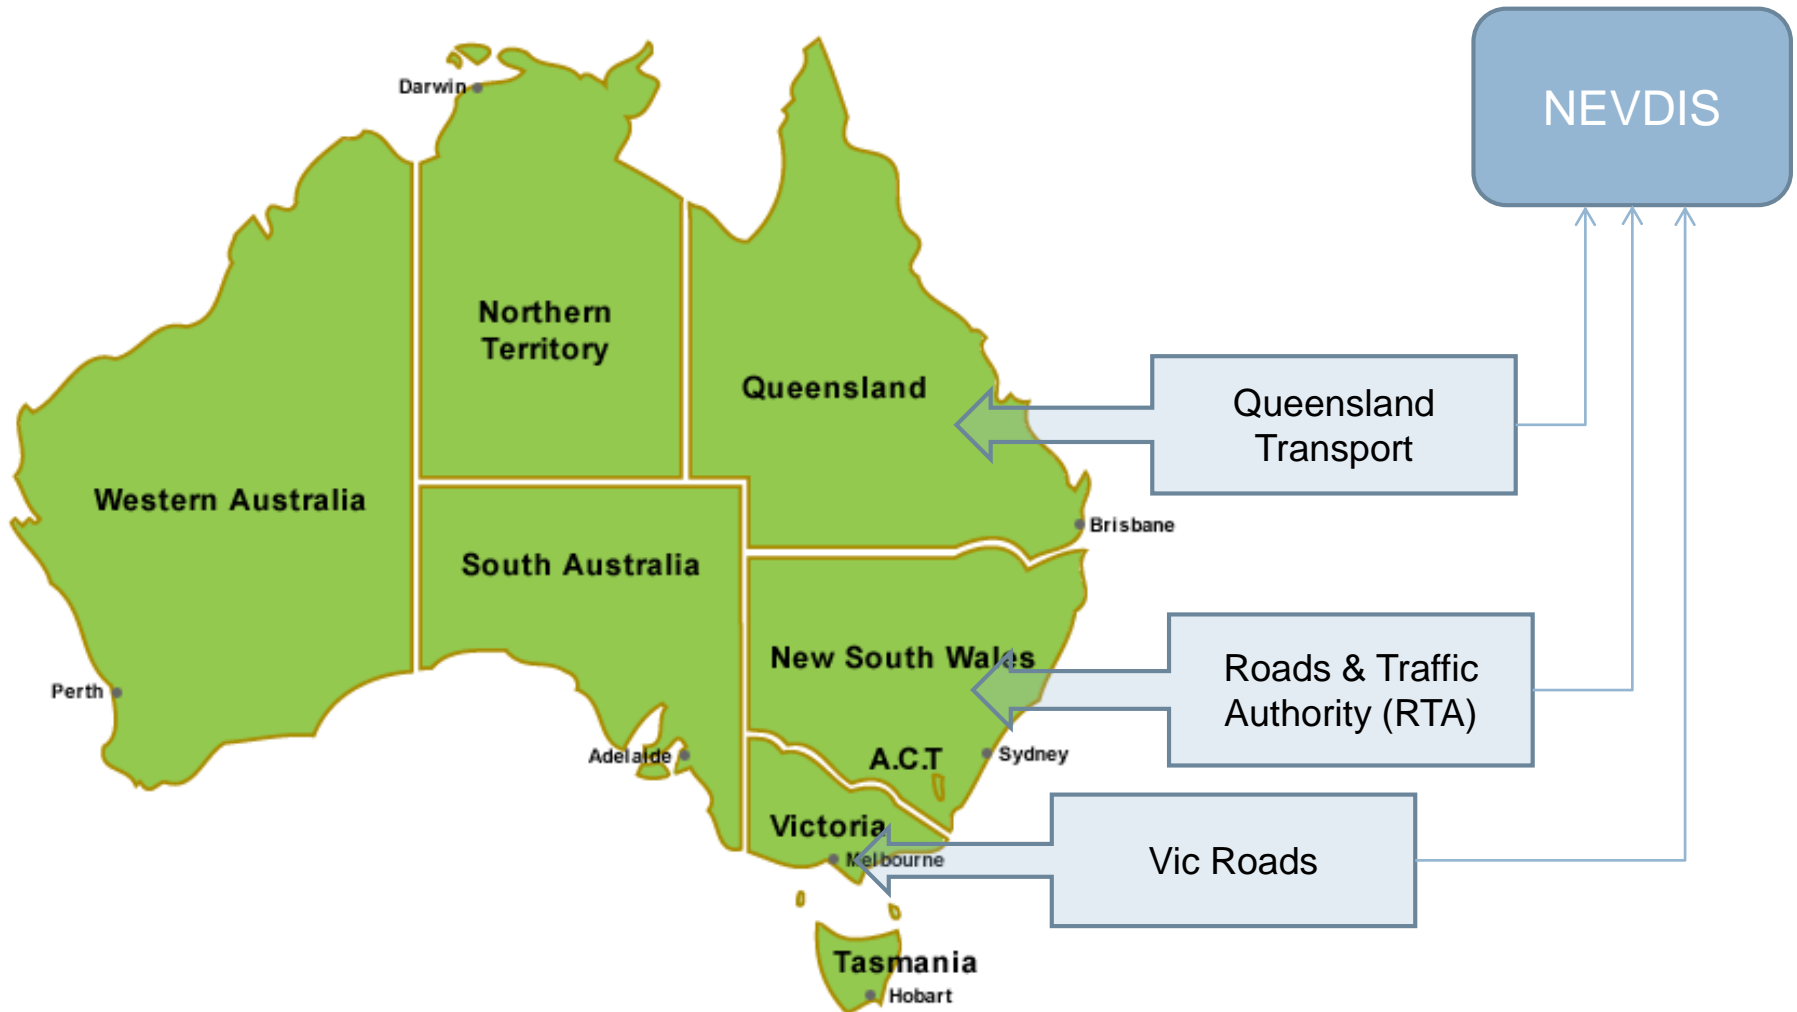 NEVDIS
Darwin
Northern
Territory
Queensland
Queensland
Transport
Western Australia
Brisbane
South Australia
New South Wales
Roads & Traffic
Authority (RTA)
Perth
Adelaide
A.C.T
Sydney
Victoria
Melbourne
Vic Roads
Tasmania
Hobart